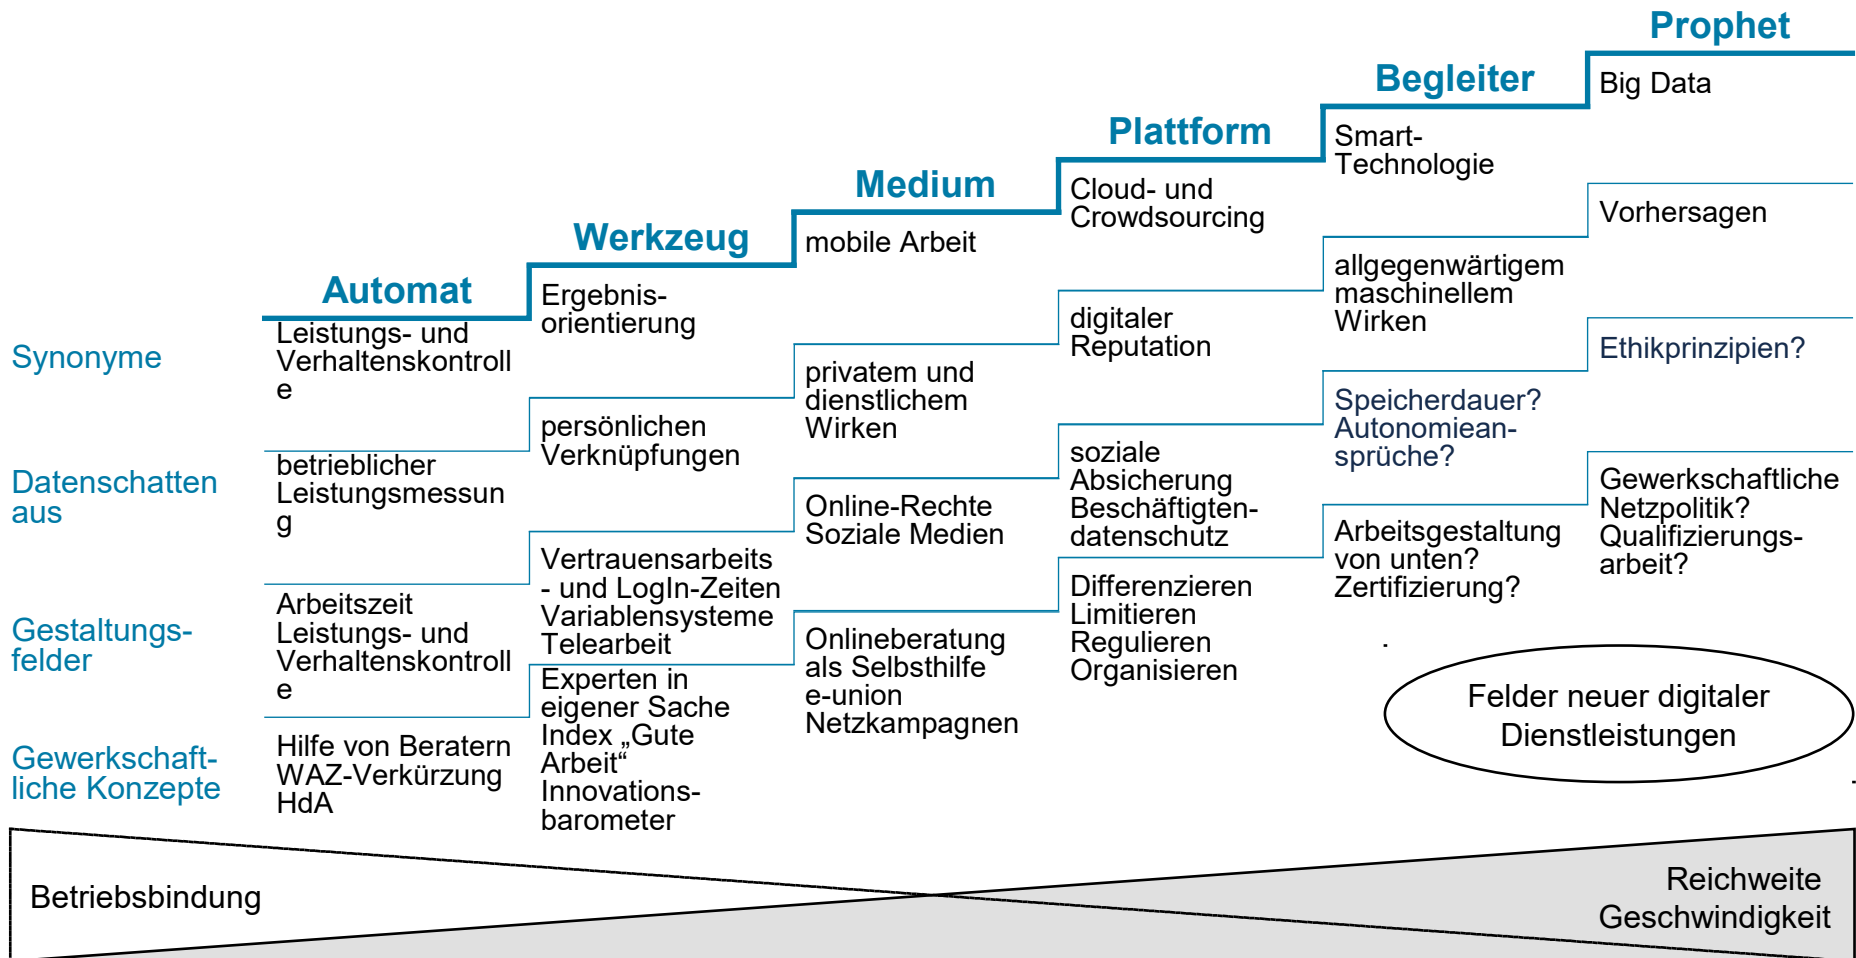 Prophet
Big Data
Vorhersagen
Ethikprinzipien?
Gewerkschaftliche
Netzpolitik?
Qualifizierungs-
arbeit?
Begleiter
Smart-
Technologie
allgegenwärtigem
maschinellem
Wirken
Speicherdauer?
Autonomiean-
sprüche?
Arbeitsgestaltung
von unten?
Zertifizierung?
Plattform
Cloud- und
Crowdsourcing
digitaler
Reputation
soziale
Absicherung
Beschäftigten-
datenschutz
Differenzieren
Limitieren
Regulieren
Organisieren
Medium
mobile Arbeit
privatem und
dienstlichem
Wirken
Online-Rechte
Soziale Medien
Onlineberatung
als Selbsthilfe
e-union
Netzkampagnen
Werkzeug
Ergebnis-
orientierung
persönlichen
Verknüpfungen
Vertrauensarbeits
- und LogIn-Zeiten
Variablensysteme
Telearbeit
Experten in
eigener Sache
Index „Gute
Arbeit“
Innovations-
barometer
Automat
Leistungs- und
Verhaltenskontroll
e
betrieblicher
Leistungsmessun
g
Arbeitszeit
Leistungs- und
Verhaltenskontroll
e
Hilfe von Beratern
WAZ-Verkürzung
HdA
Synonyme
Datenschatten
aus
Gestaltungs-
felder
Gewerkschaft-
liche Konzepte
Felder neuer digitaler
Dienstleistungen
Betriebsbindung
Reichweite
Geschwindigkeit